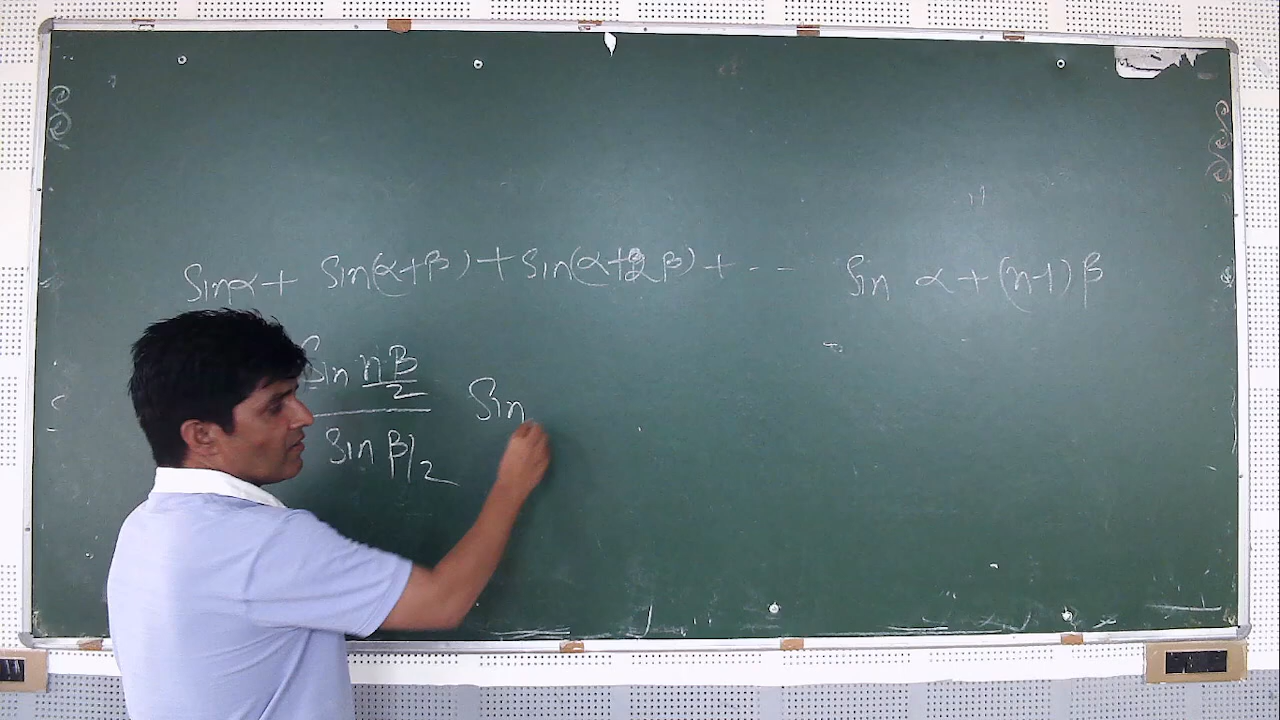 Sinα + Sin(α+β) + Sin(α+2β) + - - - Sin α+(n-1)β
Sin nβ/2
Sin
Sin β/2